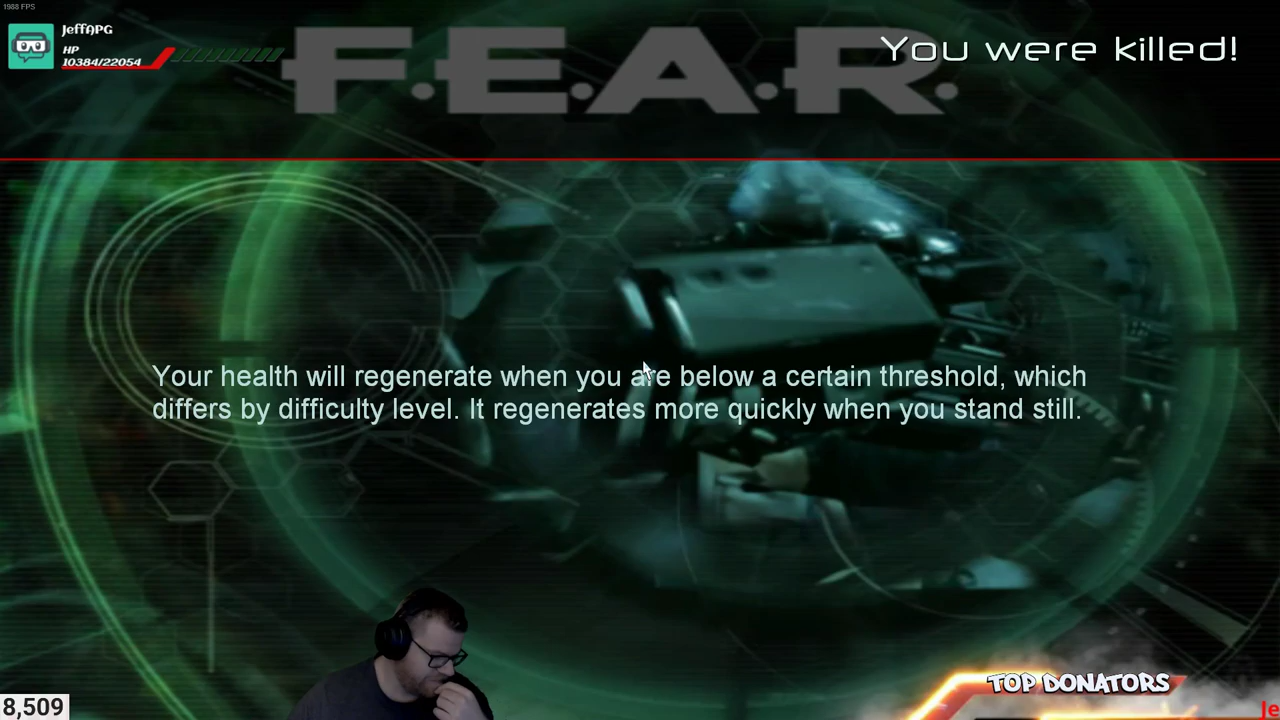 1988 FPS
JeffAPG
HP
10384/22054
F.E.A.R.
You were killed!
Your health will regenerate when you are below a certain threshold, which
differs by difficulty level. It regenerates more quickly when you stand still.
TOP DONATORS
8,509
Je